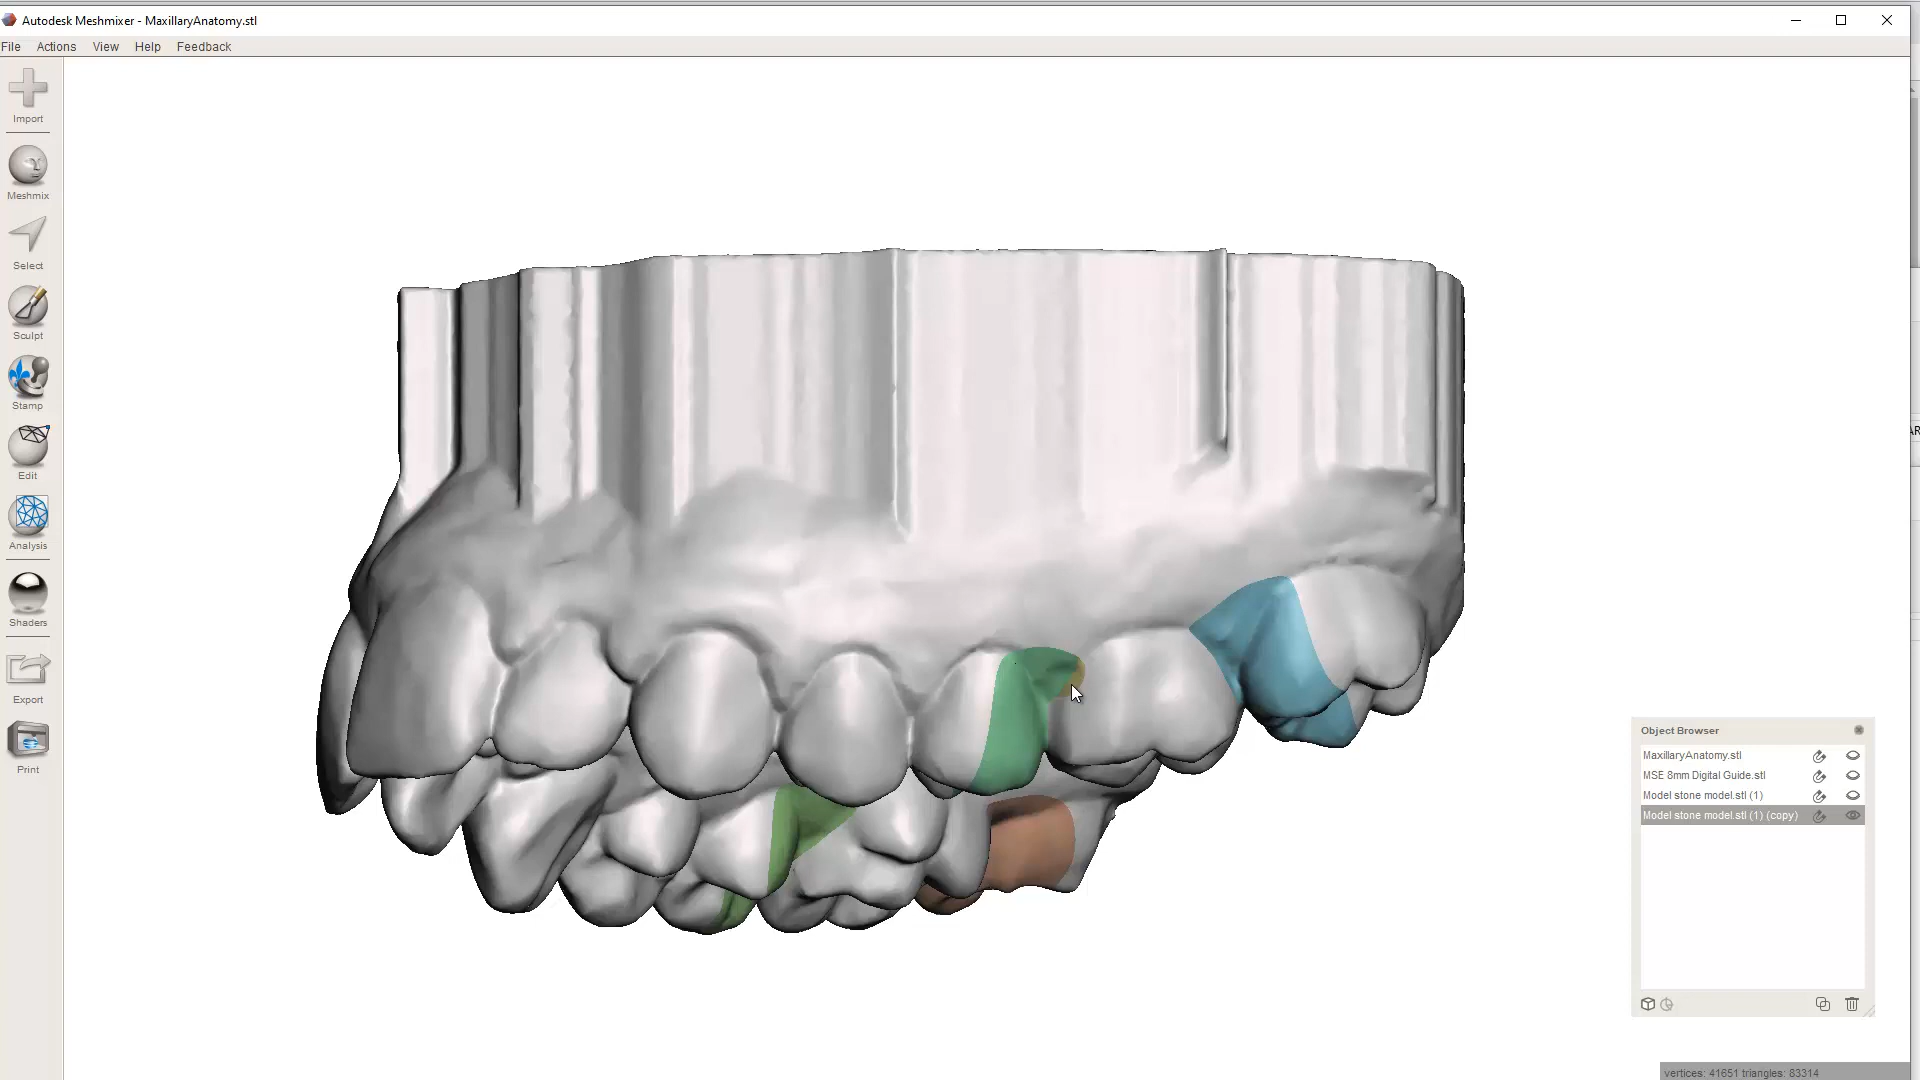 Autodesk Meshmixer - MaxillaryAnatomy.stl
File Actions View Help Feedback
Import
Meshmix
Select
Sculpt
Stamp
Edit
Analysis
Shaders
Export
Print
AR
Object Browser
MaxillaryAnatomy.stl
MSE 8mm Digital Guide.stl
Model stone model.stl (1)
Model stone model.stl (1) (copy)
vertices: 41651 triangles: 83314